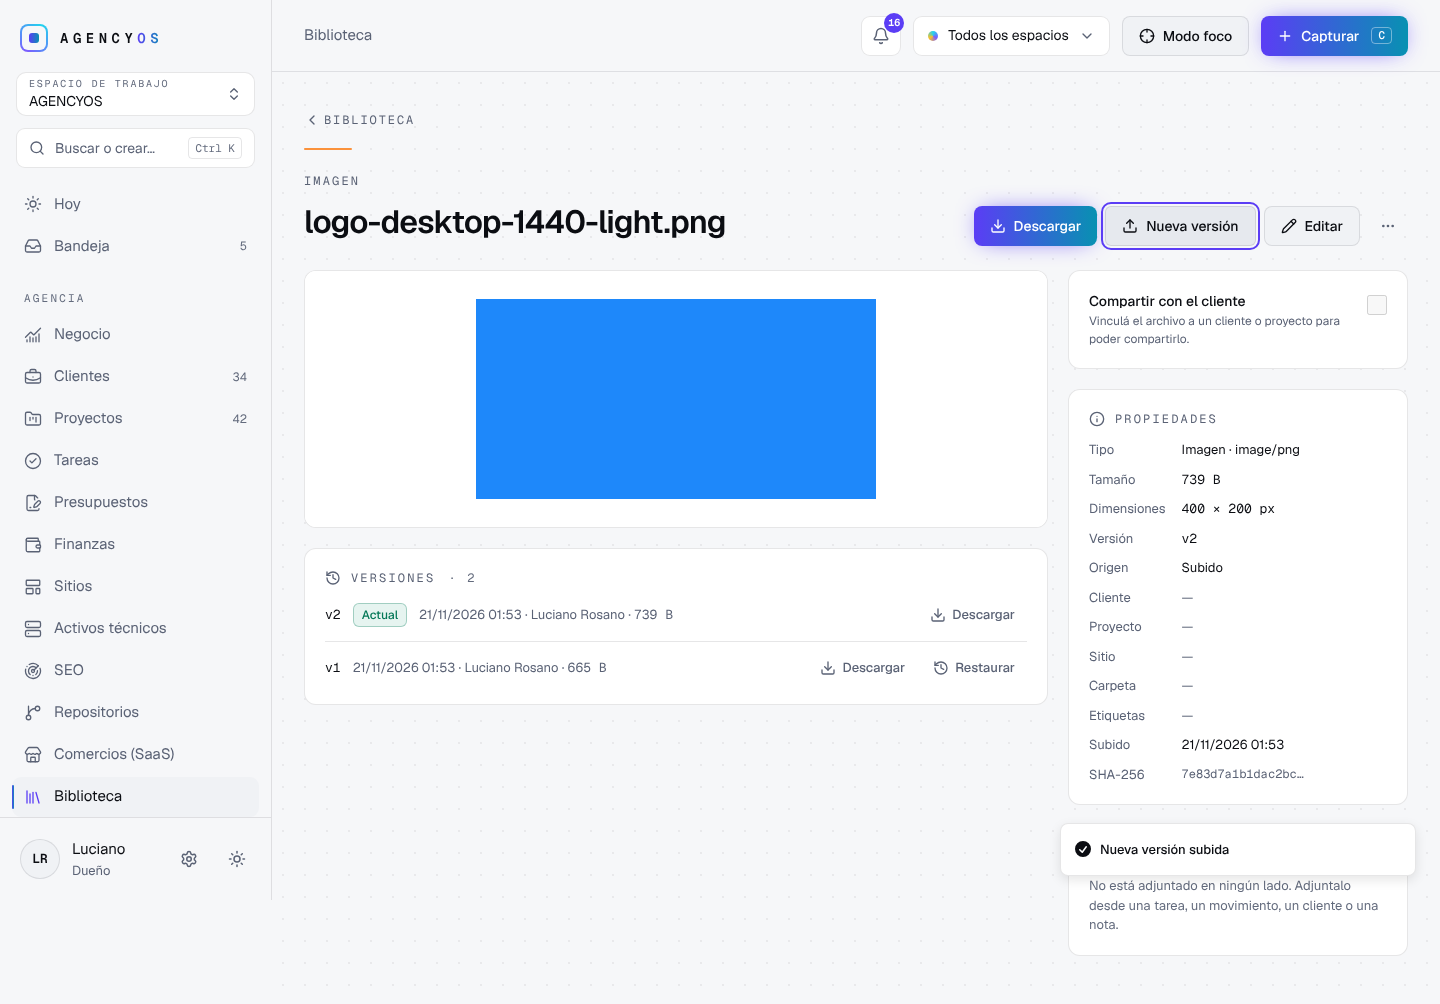 AGENCYOS
ESPACIO DE TRABAJO
AGENCYOS
Buscar o crear... Ctrl K
Hoy
Bandeja 5
AGENCIA
Negocio
Clientes 34
Proyectos 42
Tareas
Presupuestos
Finanzas
Sitios
Activos técnicos
SEO
Repositorios
Comercios (SaaS)
Biblioteca
LR Luciano
Dueño
Biblioteca
16
Todos los espacios
Modo foco
Capturar C
BIBLIOTECA
IMAGEN
logo-desktop-1440-light.png
Descargar
Nueva versión
Editar
VERSIONES · 2
v2 Actual 21/11/2026 01:53 · Luciano Rosano · 739 B Descargar
v1 21/11/2026 01:53 · Luciano Rosano · 665 B Descargar Restaurar
Compartir con el cliente
Vinculá el archivo a un cliente o proyecto para
poder compartirlo.
PROPIEDADES
Tipo Imagen · image/png
Tamaño 739 B
Dimensiones 400 × 200 px
Versión v2
Origen Subido
Cliente —
Proyecto —
Sitio —
Carpeta —
Etiquetas —
Subido 21/11/2026 01:53
SHA-256 7e83d7a1b1dac2bc…
Nueva versión subida
No está adjuntado en ningún lado. Adjuntalo
desde una tarea, un movimiento, un cliente o una
nota.